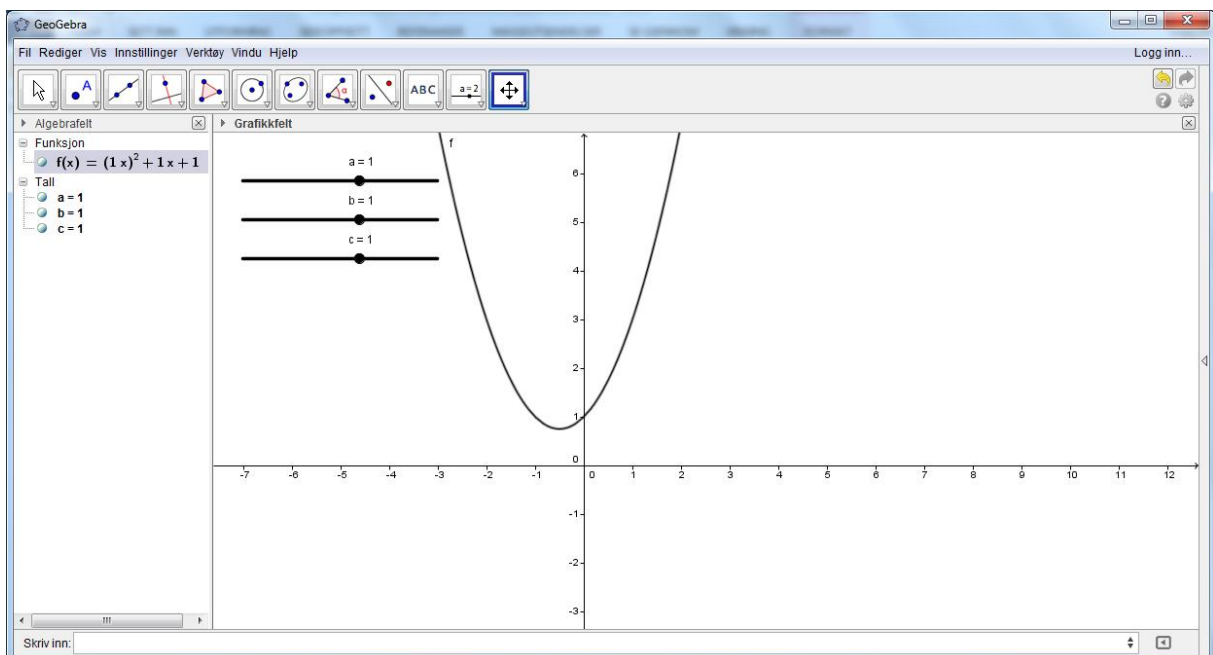 GeoGebra
Fil Rediger Vis Innstillinger Verktøy Vindu Hjelp
Logg inn...
A
α
ABC
a=2
Algebrafelt
Funksjon
f(x) = (1 x)² + 1 x + 1
Tall
a = 1
b = 1
c = 1
Grafikkfelt
f
a = 1
b = 1
c = 1
6
5
4
3
2
1
0
-7 -6 -5 -4 -3 -2 -1 0 1 2 3 4 5 6 7 8 9 10 11 12
-1
-2
-3
Skriv inn: